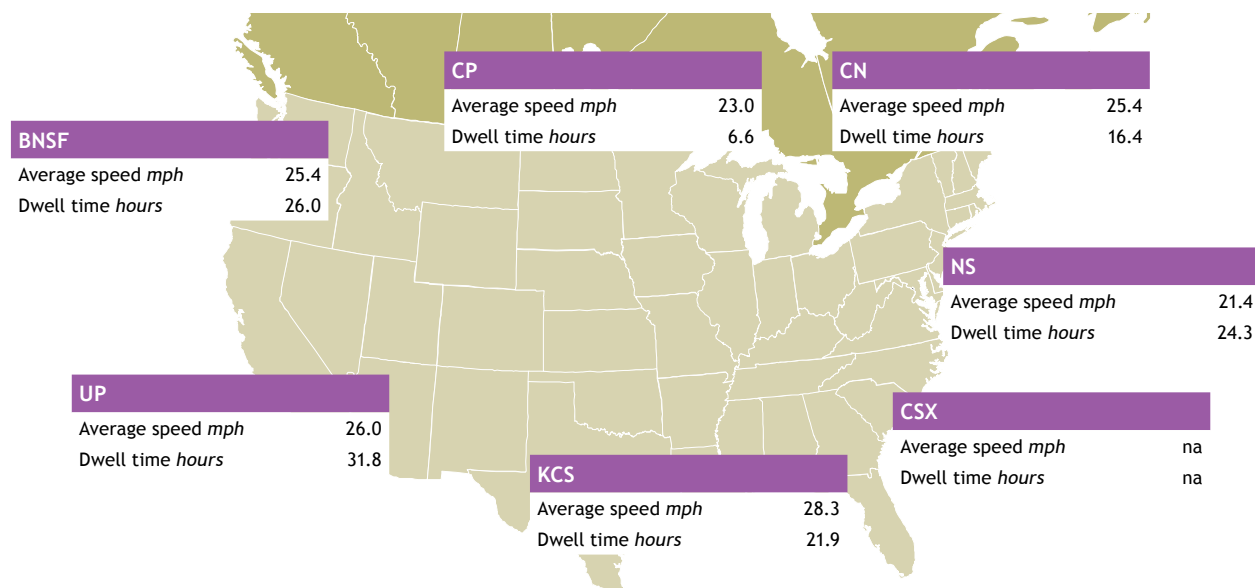 CP
Average speed mph 23.0
Dwell time hours 6.6
CN
Average speed mph 25.4
Dwell time hours 16.4
BNSF
Average speed mph 25.4
Dwell time hours 26.0
NS
Average speed mph 21.4
Dwell time hours 24.3
UP
Average speed mph 26.0
Dwell time hours 31.8
CSX
Average speed mph na
Dwell time hours na
KCS
Average speed mph 28.3
Dwell time hours 21.9